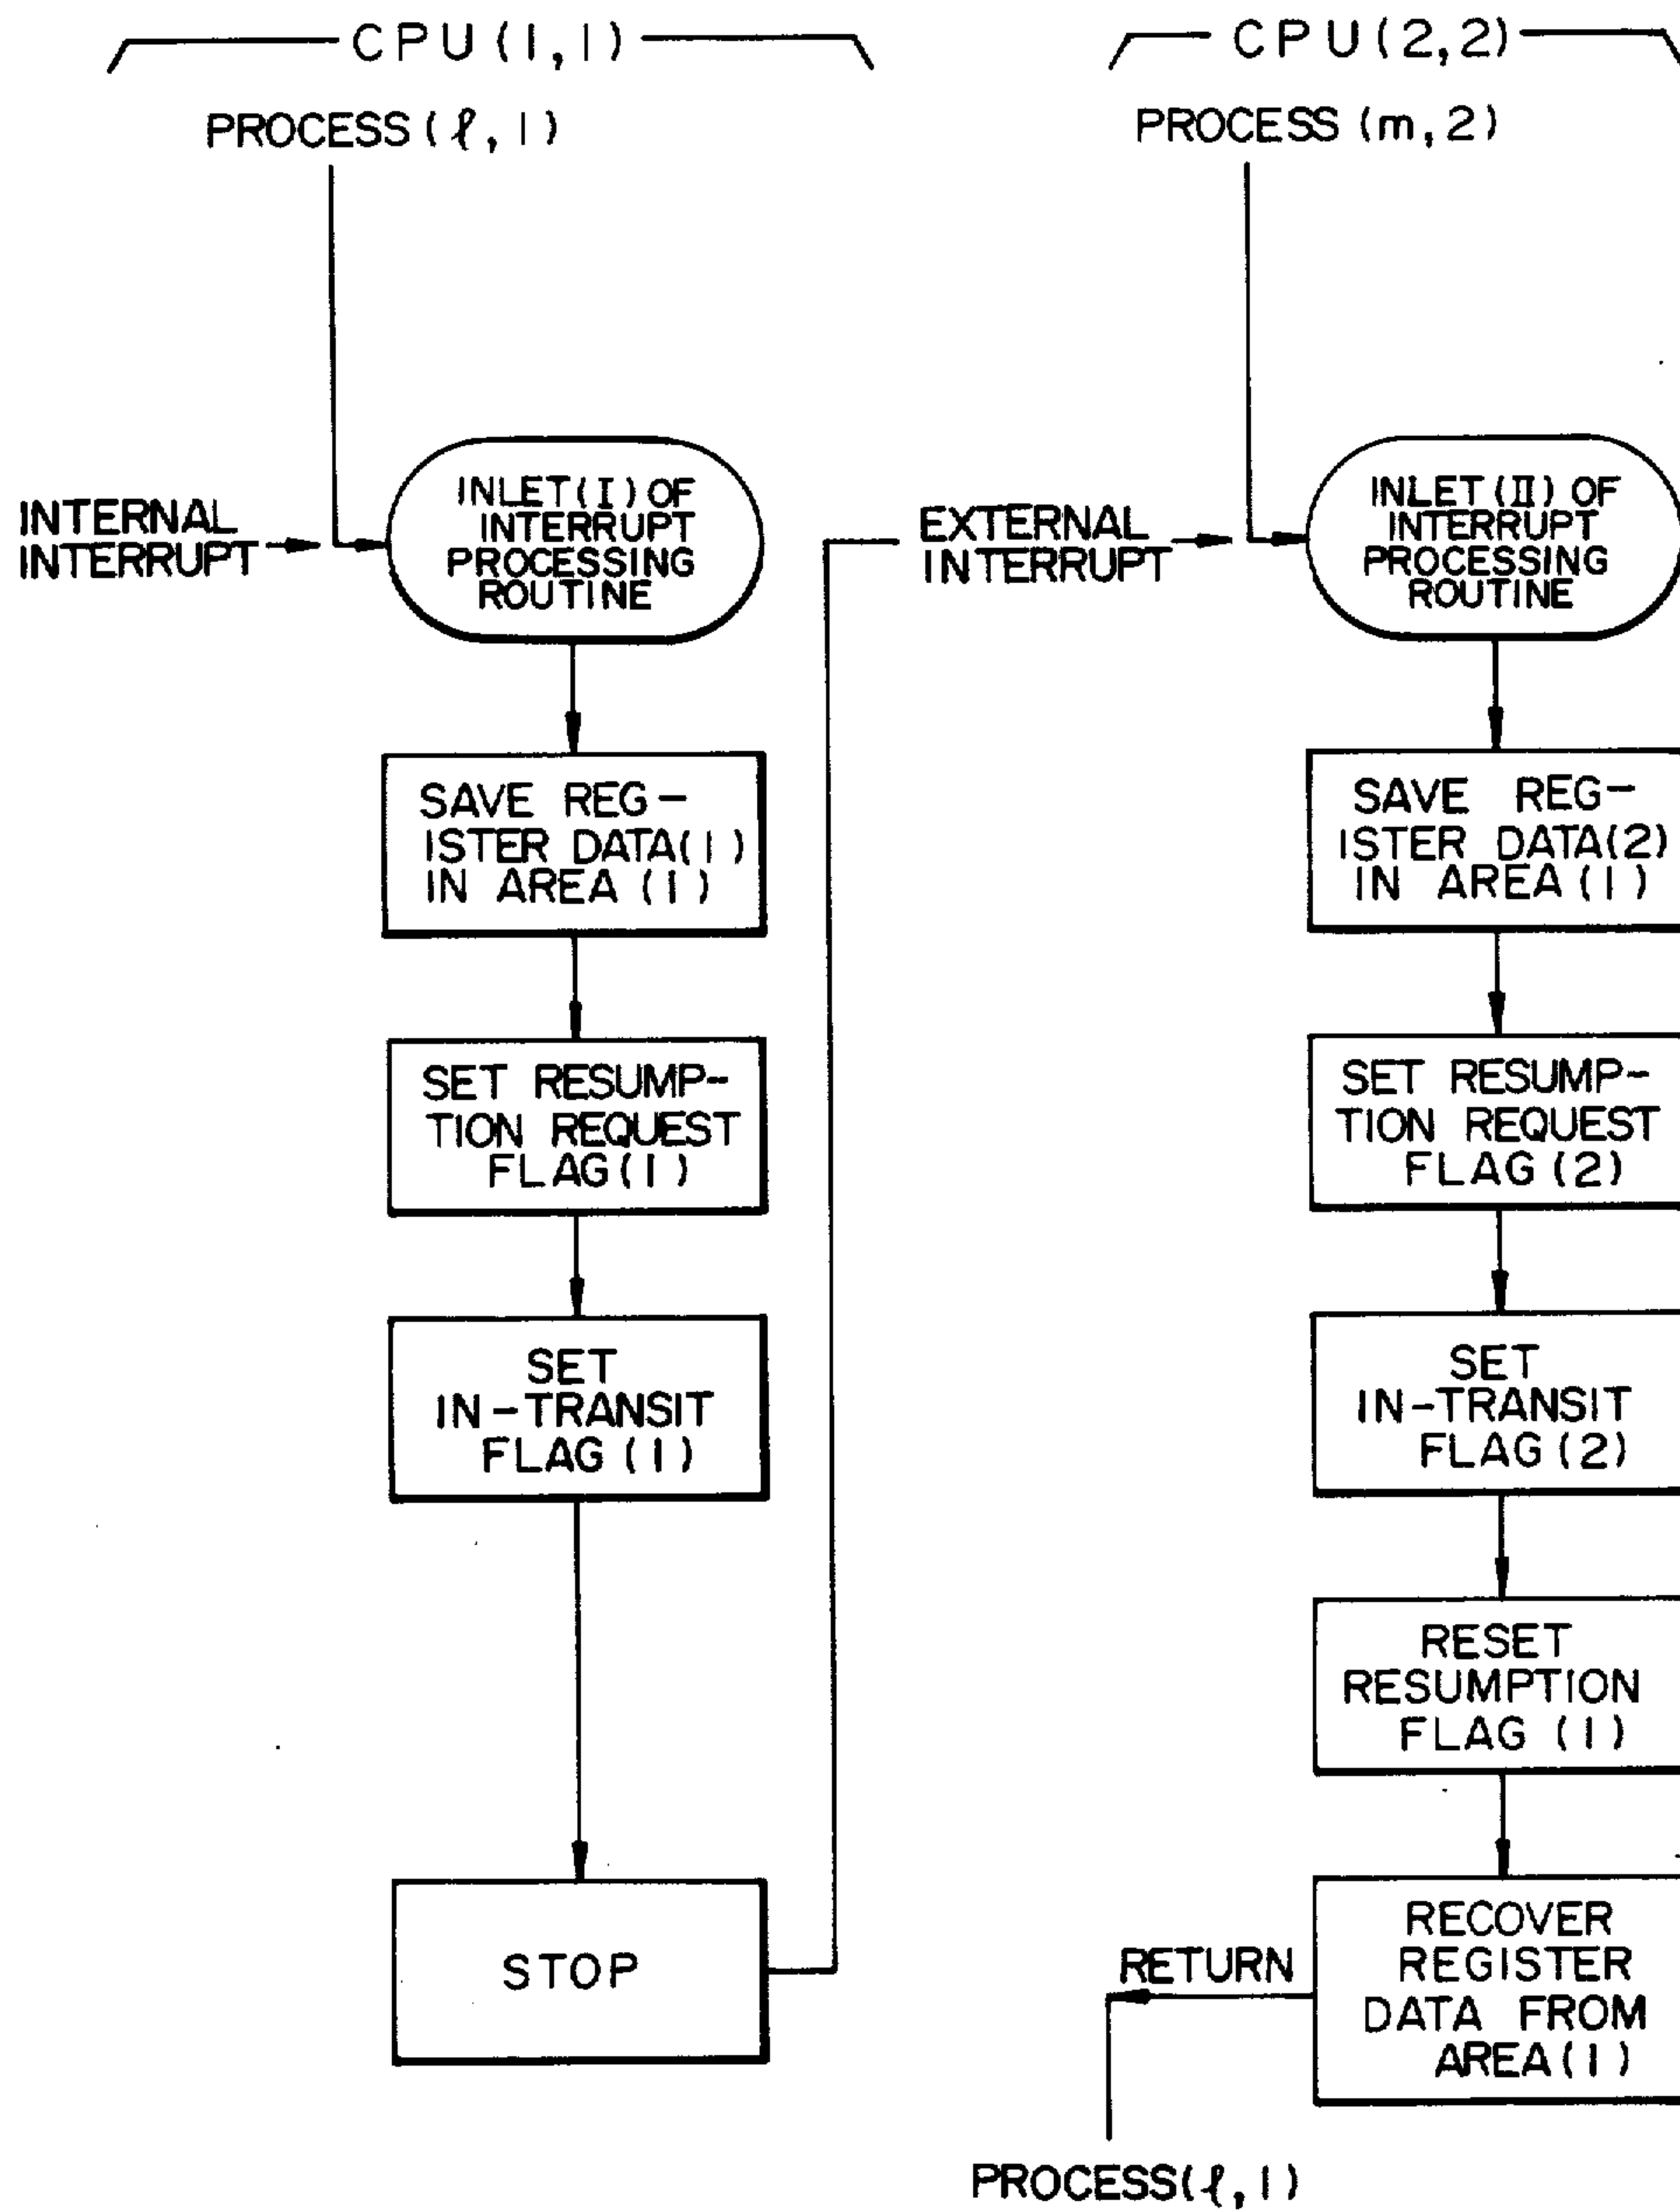 CPU(1,1)
PROCESS(ℓ,1)
INTERNAL
INTERRUPT
INLET(I) OF
INTERRUPT
PROCESSING
ROUTINE
SAVE REG-
ISTER DATA(1)
IN AREA(1)
SET RESUMP-
TION REQUEST
FLAG(1)
SET
IN-TRANSIT
FLAG(1)
STOP
CPU(2,2)
PROCESS(m,2)
EXTERNAL
INTERRUPT
INLET(II) OF
INTERRUPT
PROCESSING
ROUTINE
SAVE REG-
ISTER DATA(2)
IN AREA(1)
SET RESUMP-
TION REQUEST
FLAG(2)
SET
IN-TRANSIT
FLAG(2)
RESET
RESUMPTION
FLAG (1)
RECOVER
REGISTER
DATA FROM
AREA(1)
RETURN
PROCESS(ℓ,1)